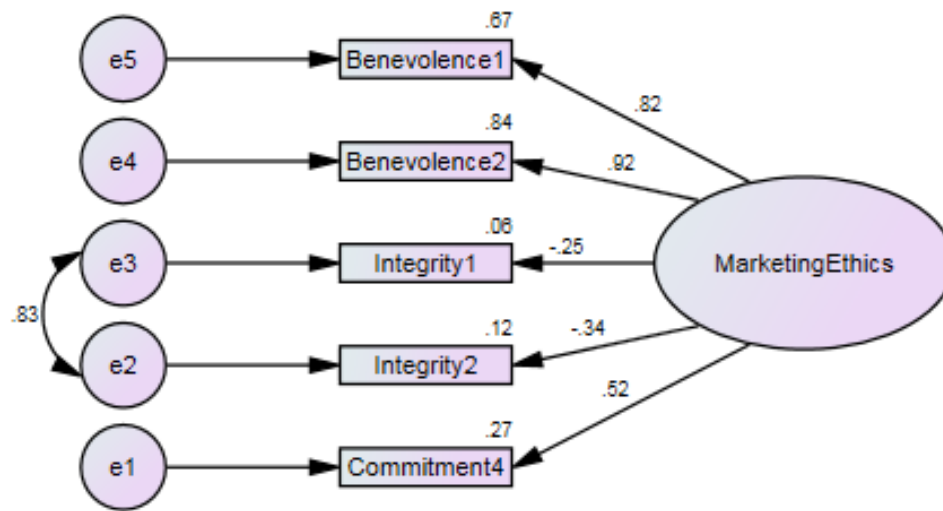 .67
e5
Benevolence1
.82
.84
e4
Benevolence2
.92
.06
e3
Integrity1
-.25
MarketingEthics
.83
.12
-.34
e2
Integrity2
.52
.27
e1
Commitment4